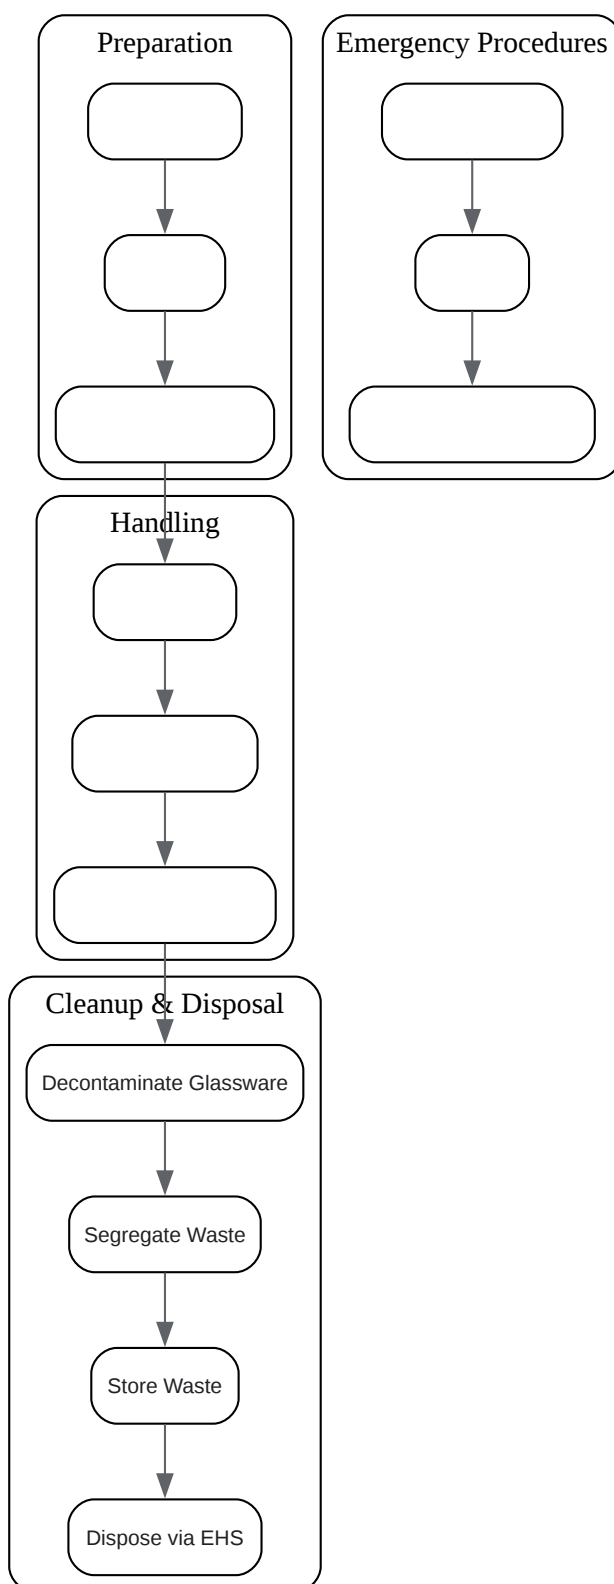 Preparation
Emergency Procedures
Handling
Cleanup & Disposal
Decontaminate Glassware
Segregate Waste
Store Waste
Dispose via EHS